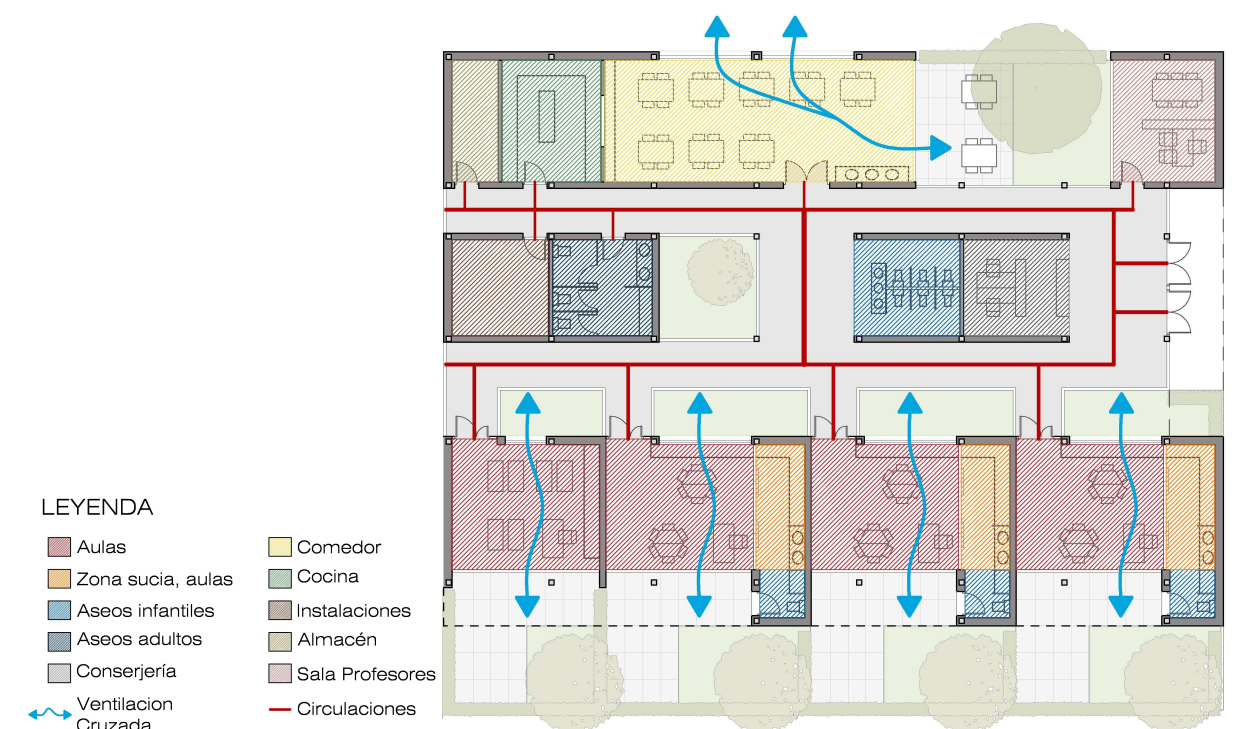 LEYENDA
Aulas
Zona sucia, aulas
Aseos infantiles
Aseos adultos
Conserjería
Ventilacion
Cruzada
Comedor
Cocina
Instalaciones
Almacén
Sala Profesores
Circulaciones